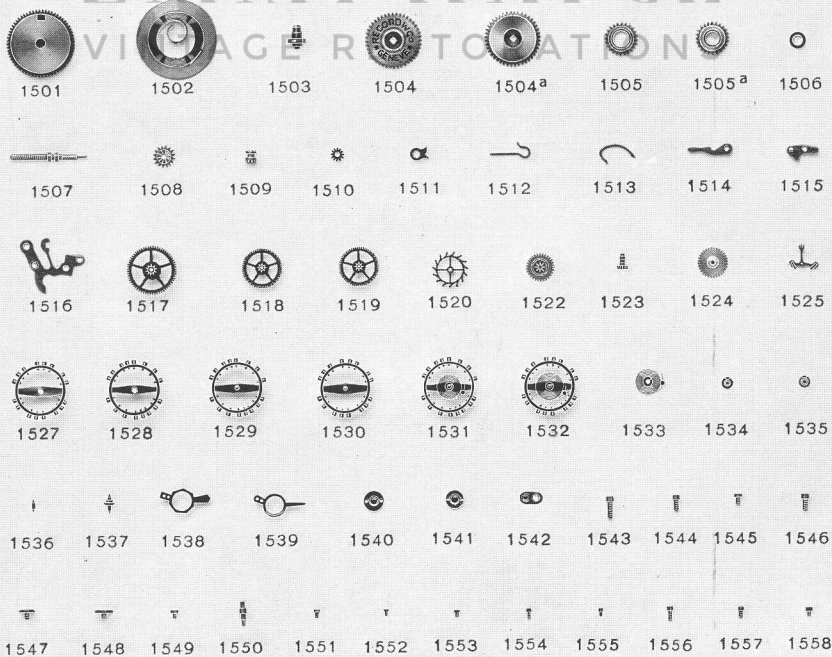 VINTAGE RESTORATIONS
RECORD W Co
GENEVE
1501 1502 1503 1504 1504a 1505 1505a 1506
1507 1508 1509 1510 1511 1512 1513 1514 1515
1516 1517 1518 1519 1520 1522 1523 1524 1525
1527 1528 1529 1530 1531 1532 1533 1534 1535
1536 1537 1538 1539 1540 1541 1542 1543 1544 1545 1546
1547 1548 1549 1550 1551 1552 1553 1554 1555 1556 1557 1558